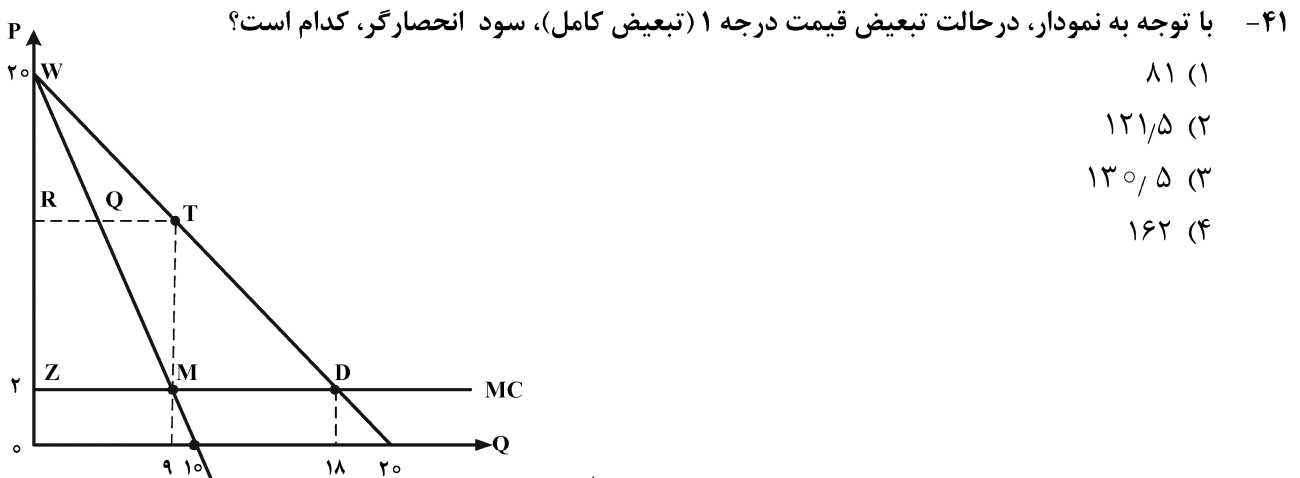 ۴۱- با توجه به نمودار، درحالت تبعیض قیمت درجه ۱ (تبعیض کامل)، سود انحصارگر، کدام است؟
۱) ۸۱
۲) ۱۲۱/۵
۳) ۱۳۰/۵
۴) ۱۶۲
P
۲۰ W
R Q T
۲ Z M D MC
۰ Q
۹ ۱۰ ۱۸ ۲۰